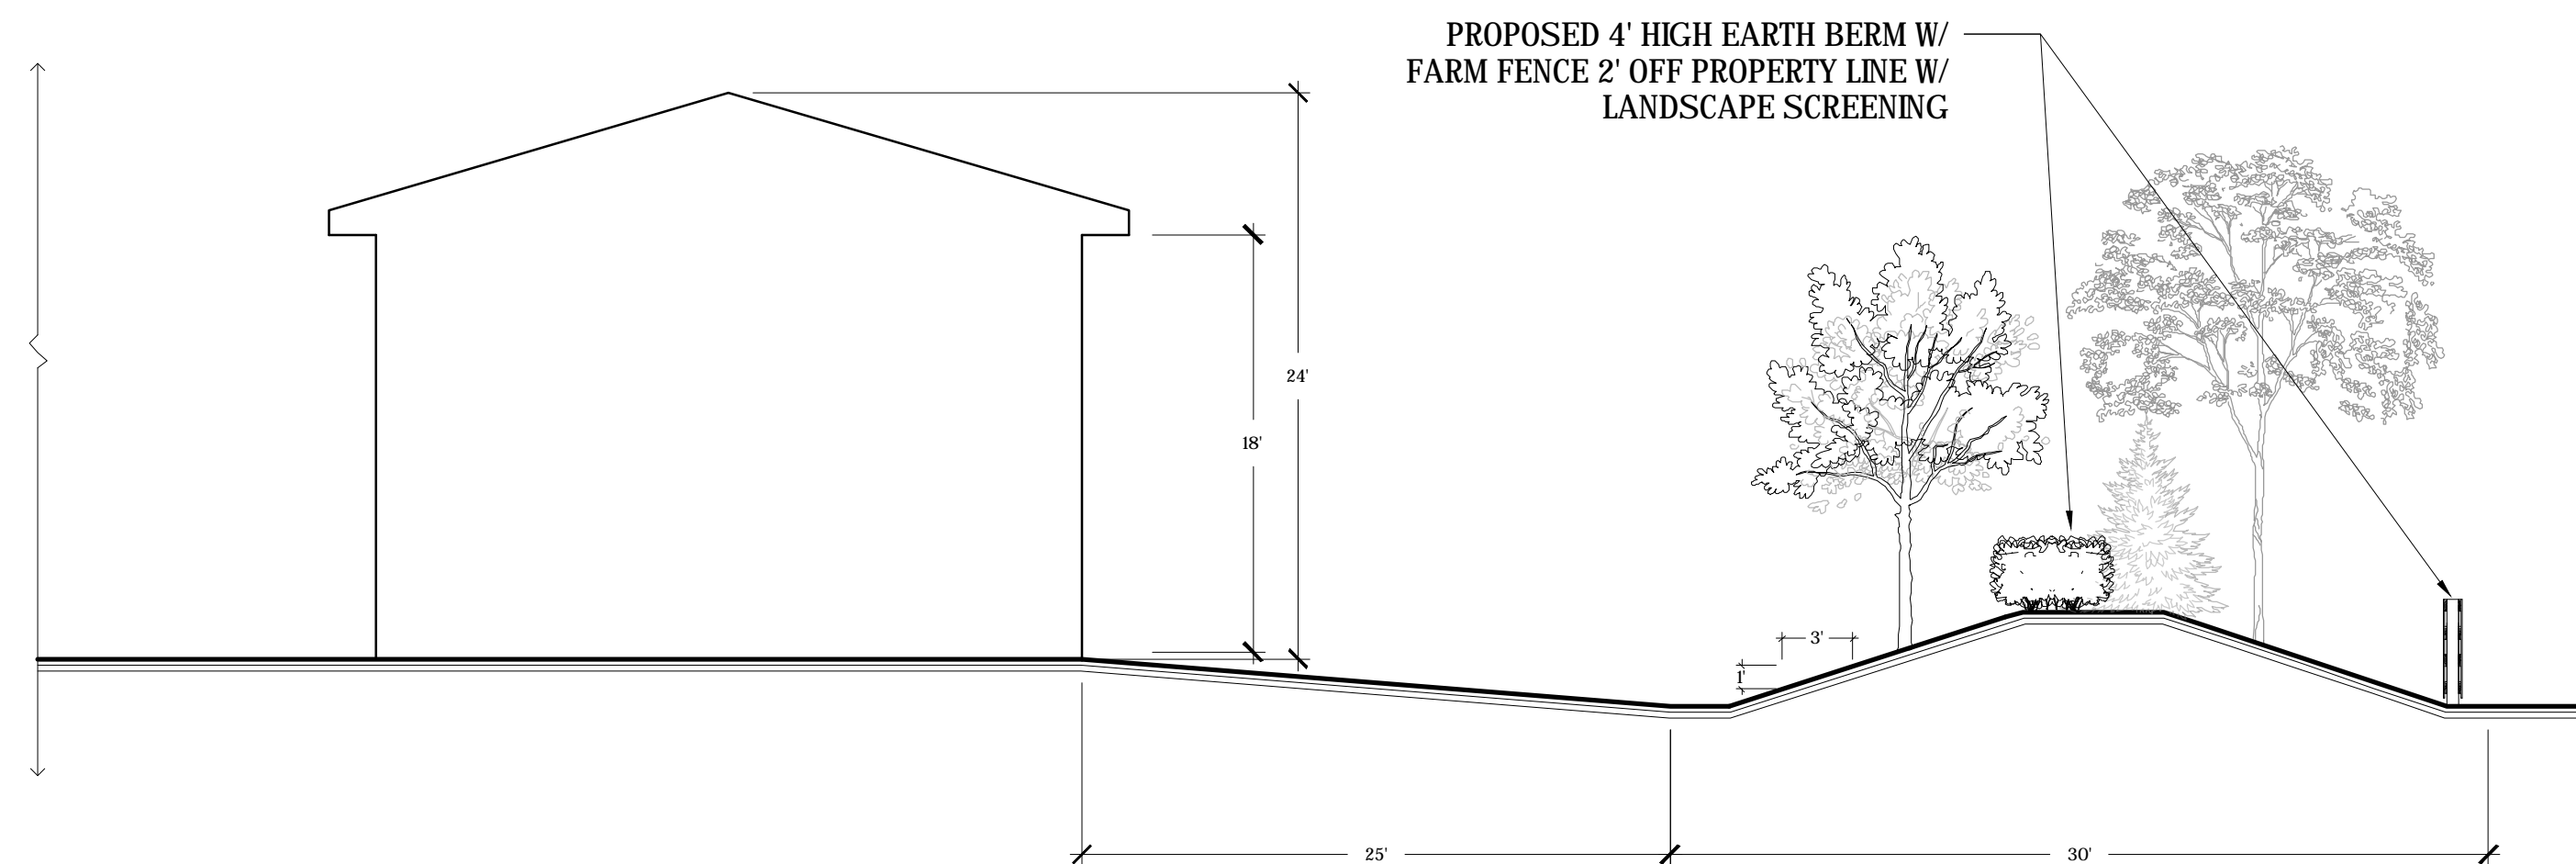 PROPOSED 4' HIGH EARTH BERM W/
FARM FENCE 2' OFF PROPERTY LINE W/
LANDSCAPE SCREENING
24'
18'
3'
1'
25'
30'